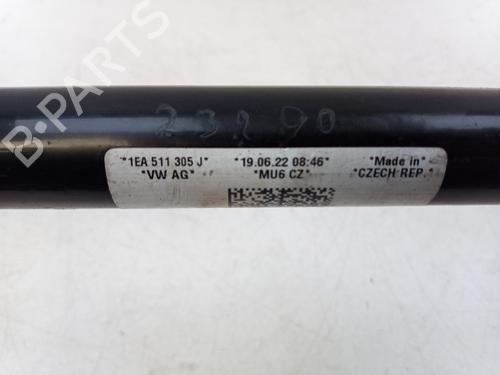 23290
*1EA 511 305 J* *19.06.22 08:46* *Made in*
*VW AG* *MU6 CZ* *CZECH REP.*
B-PARTS